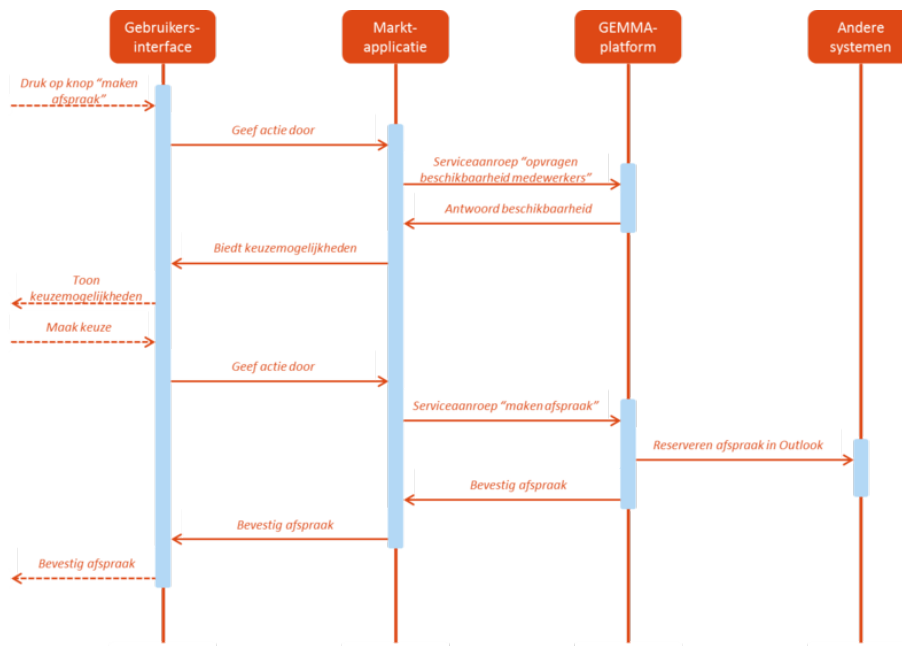 Gebruikers-
interface
Markt-
applicatie
GEMMA-
platform
Andere
systemen
Druk op knop “maken
afspraak”
Geef actie door
Serviceaanroep “opvragen
beschikbaarheid medewerkers”
Antwoord beschikbaarheid
Biedt keuzemogelijkheden
Toon
keuzemogelijkheden
Maak keuze
Geef actie door
Serviceaanroep “maken afspraak”
Reserveren afspraak in Outlook
Bevestig afspraak
Bevestig afspraak
Bevestig afspraak